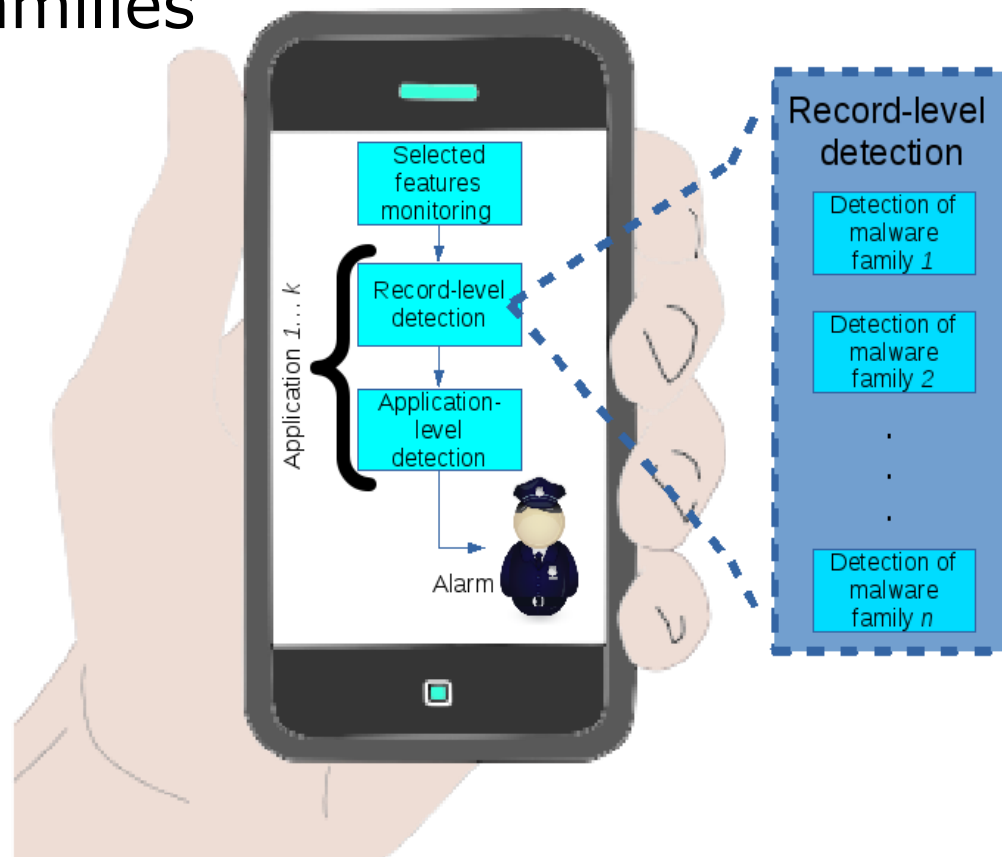 Selected
features
monitoring
Record-level
detection
Application-
level
detection
Application 1... k
Alarm
Record-level
detection
Detection of
malware
family 1
Detection of
malware
family 2
.
.
.
Detection of
malware
family n